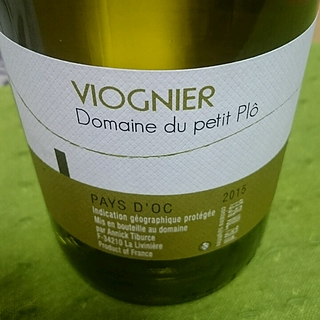 VIOGNIER
Domaine du petit Plô
PAYS D'OC
2015
Indication géographique protégée
Mis en bouteille au domaine
par Annick Tiburce
F-34210 La Livinière
Product of France